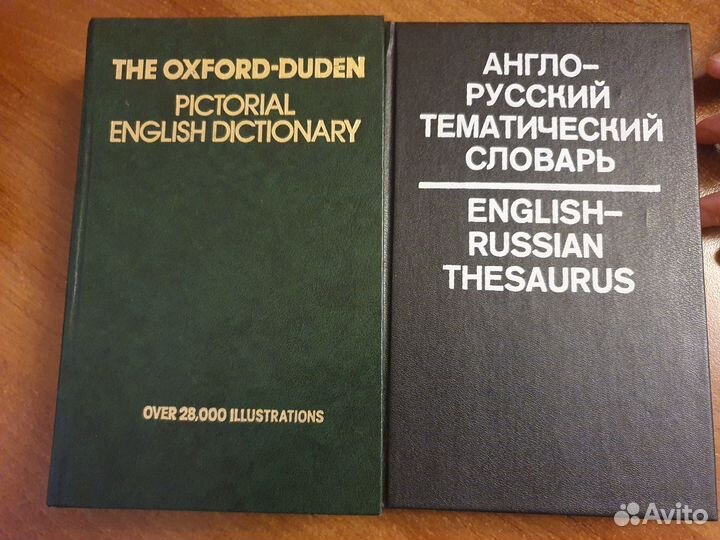 THE OXFORD-DUDEN
PICTORIAL
ENGLISH DICTIONARY
OVER 28,000 ILLUSTRATIONS
АНГЛО-
РУССКИЙ
ТЕМАТИЧЕСКИЙ
СЛОВАРЬ
ENGLISH-
RUSSIAN
THESAURUS
Avito